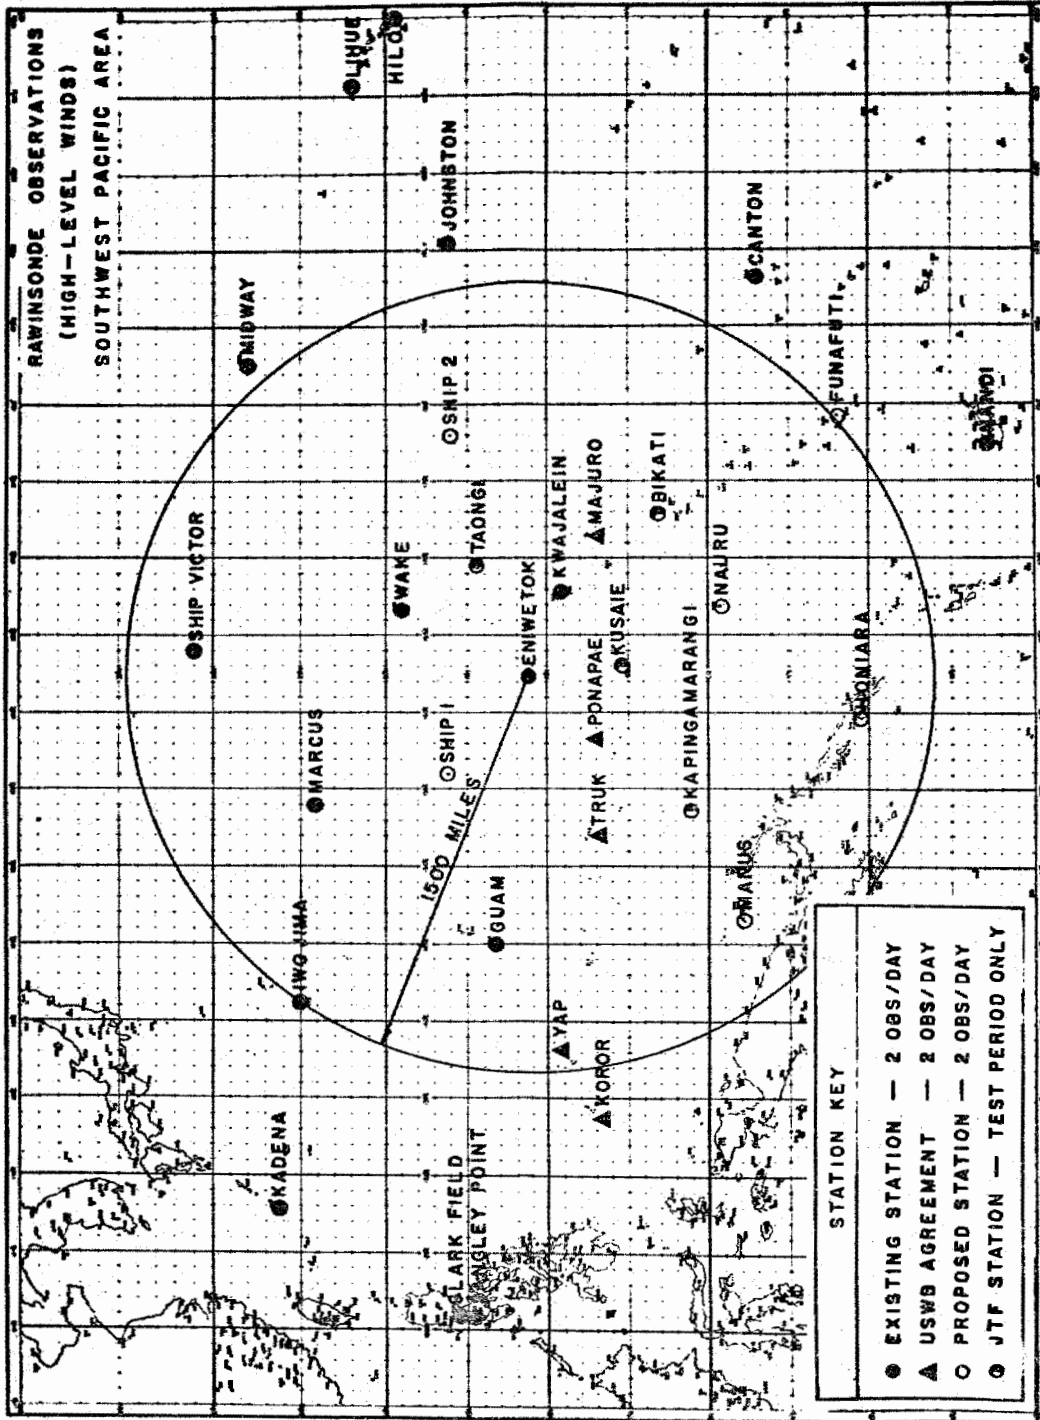 RAWINSONDE OBSERVATIONS
(HIGH-LEVEL WINDS)
SOUTHWEST PACIFIC AREA
LIHUE
HILO
MIDWAY
JOHNSTON
CANTON
SHIP VICTOR
SHIP 2
WAKE
TAONGI
FUNAFUTI
NANDI
MARCUS
ENIWETOK
KWAJALEIN
MAJURO
BIKATI
SHIP 1
PONAPAE
KUSAIE
NAURU
1500 MILES
TRUK
KAPINGAMARANGI
HONIARA
IWO JIMA
GUAM
MANUS
KADENA
YAP
KOROR
CLARK FIELD
LANGLEY POINT
STATION KEY
EXISTING STATION — 2 OBS/DAY
USWB AGREEMENT — 2 OBS/DAY
PROPOSED STATION — 2 OBS/DAY
JTF STATION — TEST PERIOD ONLY